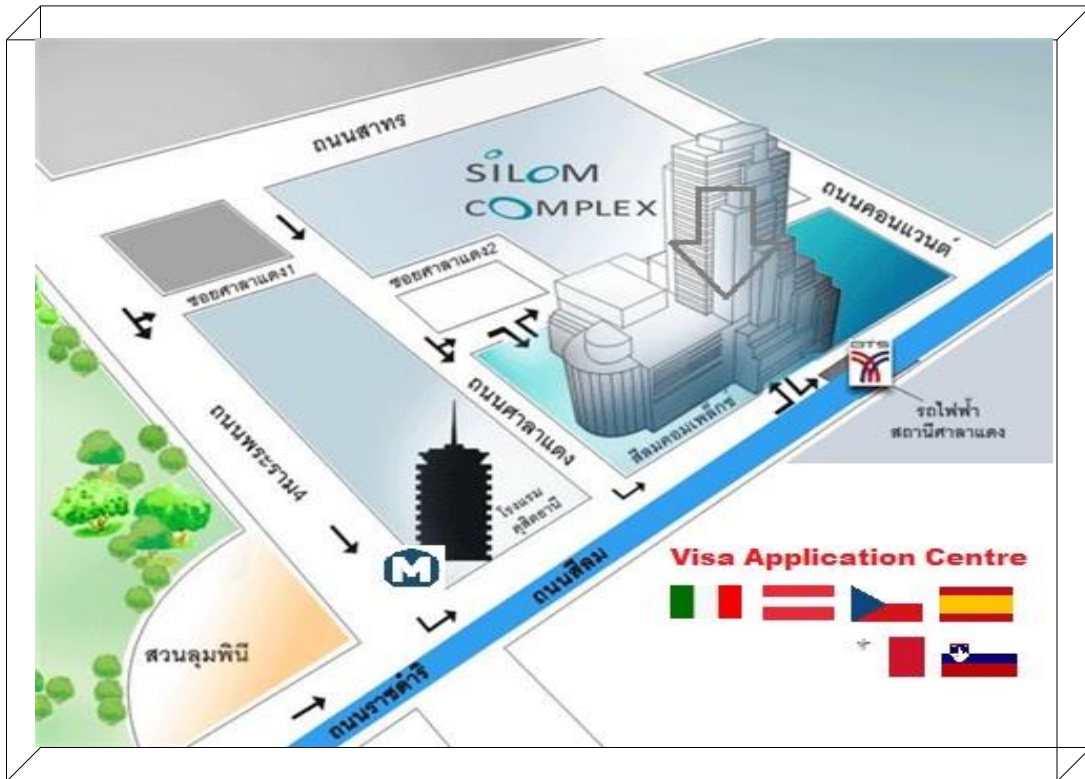 ถนนสาทร
SILOM
COMPLEX
ถนนคอนแวนต์
ซอยศาลาแดง1
ซอยศาลาแดง2
BTS
รถไฟฟ้า
สถานีศาลาแดง
ถนนศาลาแดง
สีลมคอมเพล็กซ์
ถนนพระราม4
โรงแรม
ดุสิตธานี
M
ถนนสีลม
Visa Application Centre
สวนลุมพินี
ถนนราชดำริ